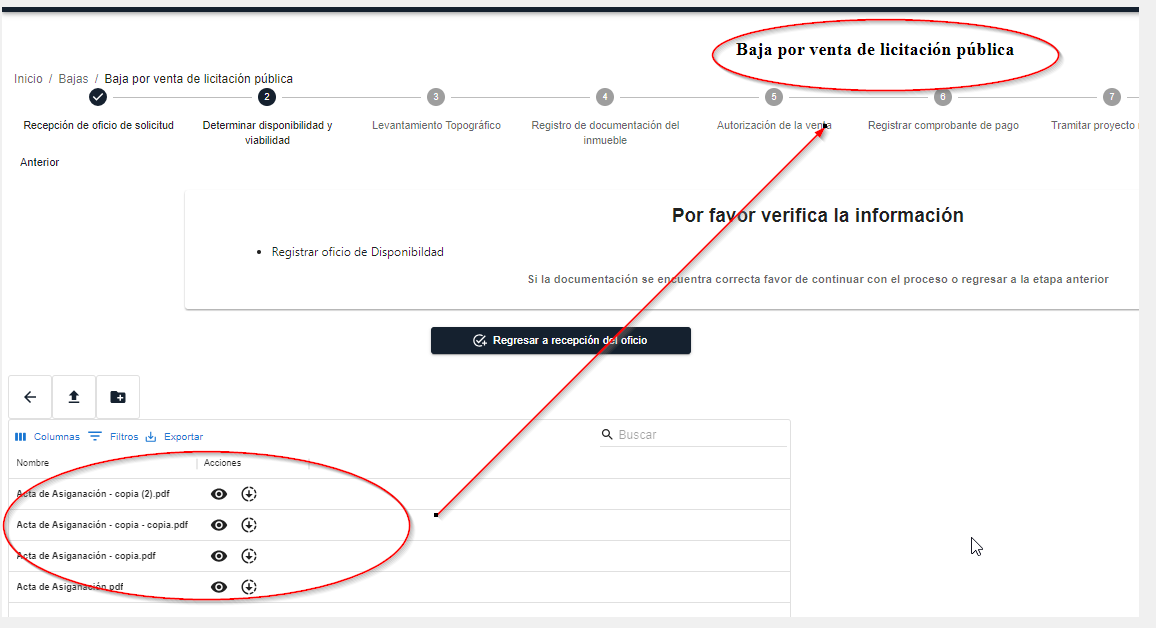 Baja por venta de licitación pública
Inicio / Bajas / Baja por venta de licitación pública
2 3 4 5 6 7
Recepción de oficio de solicitud
Determinar disponibilidad y
viabilidad
Levantamiento Topográfico
Registro de documentación del
inmueble
Autorización de la venta
Registrar comprobante de pago
Tramitar proyecto
Anterior
Por favor verifica la información
• Registrar oficio de Disponibildad
Si la documentación se encuentra correcta favor de continuar con el proceso o regresar a la etapa anterior
Regresar a recepción del oficio
Columnas Filtros Exportar
Buscar
Nombre Acciones
Acta de Asiganación - copia (2).pdf
Acta de Asiganación - copia - copia.pdf
Acta de Asiganación - copia.pdf
Acta de Asiganación.pdf